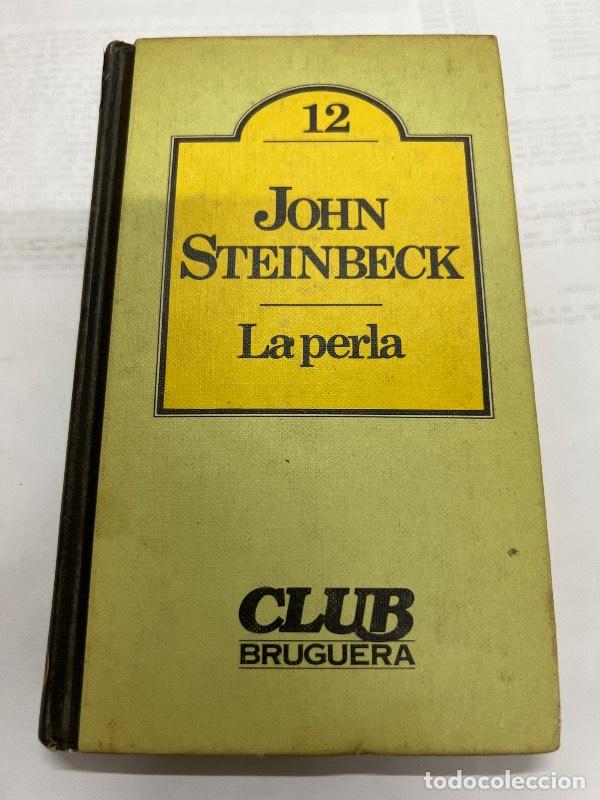 12
JOHN
STEINBECK
La perla
CLUB
BRUGUERA
todocoleccion